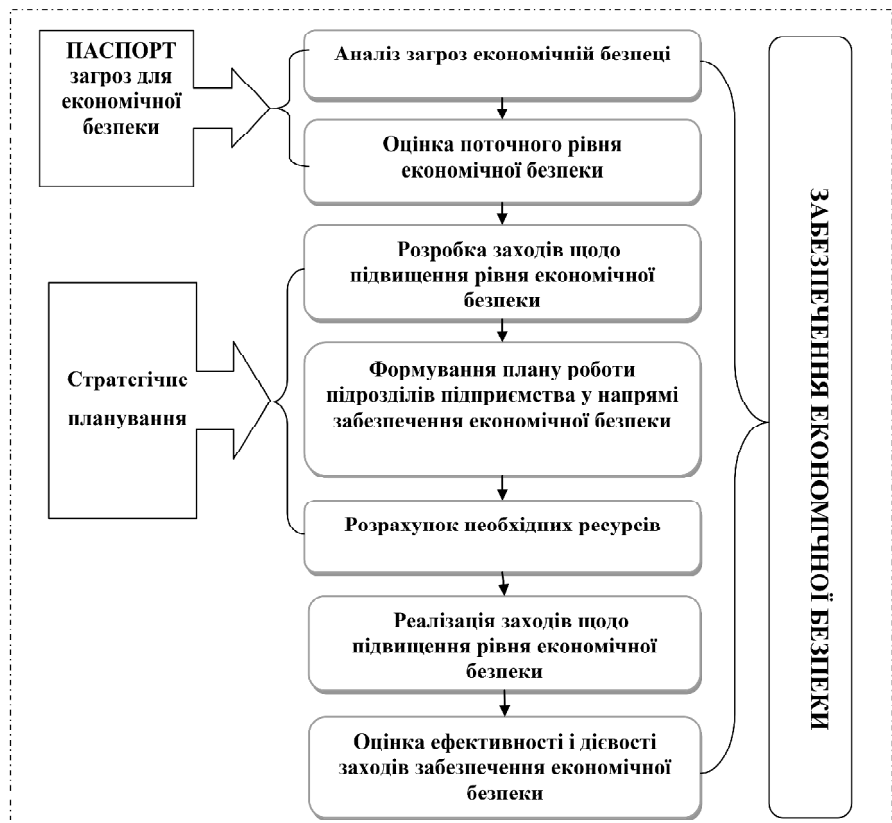 ПАСПОРТ
загроз для
економічної
безпеки
Аналіз загроз економічній безпеці
Оцінка поточного рівня
економічної безпеки
Розробка заходів щодо
підвищення рівня економічної
безпеки
Стратегічне
планування
Формування плану роботи
підрозділів підприємства у напрямі
забезпечення економічної безпеки
Розрахунок необхідних ресурсів
Реалізація заходів щодо
підвищення рівня економічної
безпеки
Оцінка ефективності і дієвості
заходів забезпечення економічної
безпеки
ЗАБЕЗПЕЧЕННЯ ЕКОНОМІЧНОЇ БЕЗПЕКИ